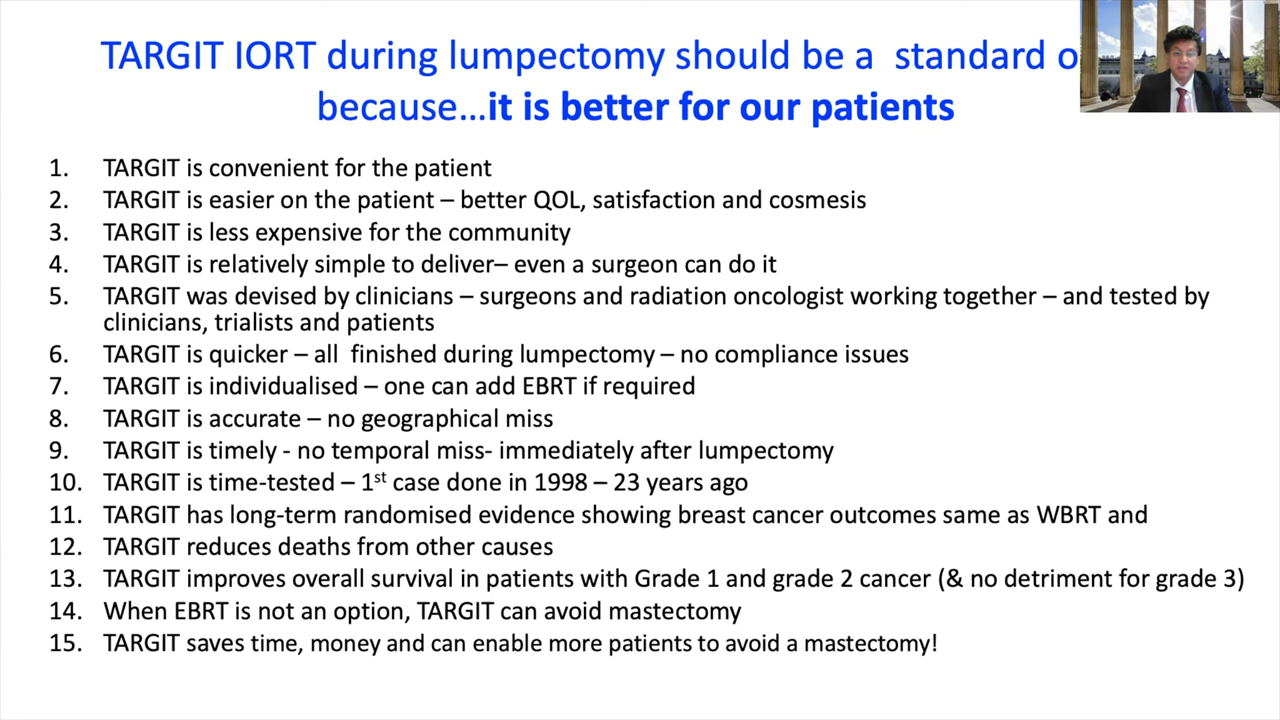 TARGIT IORT during lumpectomy should be a standard o
because…it is better for our patients
1. TARGIT is convenient for the patient
2. TARGIT is easier on the patient – better QOL, satisfaction and cosmesis
3. TARGIT is less expensive for the community
4. TARGIT is relatively simple to deliver– even a surgeon can do it
5. TARGIT was devised by clinicians – surgeons and radiation oncologist working together – and tested by
clinicians, trialists and patients
6. TARGIT is quicker – all finished during lumpectomy – no compliance issues
7. TARGIT is individualised – one can add EBRT if required
8. TARGIT is accurate – no geographical miss
9. TARGIT is timely - no temporal miss- immediately after lumpectomy
10. TARGIT is time-tested – 1st case done in 1998 – 23 years ago
11. TARGIT has long-term randomised evidence showing breast cancer outcomes same as WBRT and
12. TARGIT reduces deaths from other causes
13. TARGIT improves overall survival in patients with Grade 1 and grade 2 cancer (& no detriment for grade 3)
14. When EBRT is not an option, TARGIT can avoid mastectomy
15. TARGIT saves time, money and can enable more patients to avoid a mastectomy!